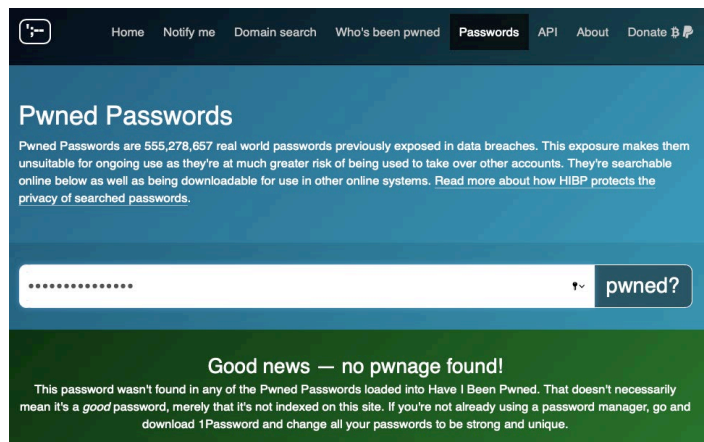 ';--
Home Notify me Domain search Who's been pwned Passwords API About Donate
Pwned Passwords
Pwned Passwords are 555,278,657 real world passwords previously exposed in data breaches. This exposure makes them
unsuitable for ongoing use as they're at much greater risk of being used to take over other accounts. They're searchable
online below as well as being downloadable for use in other online systems. Read more about how HIBP protects the
privacy of searched passwords.
•••••••••••••••
pwned?
Good news — no pwnage found!
This password wasn't found in any of the Pwned Passwords loaded into Have I Been Pwned. That doesn't necessarily
mean it's a good password, merely that it's not indexed on this site. If you're not already using a password manager, go and
download 1Password and change all your passwords to be strong and unique.